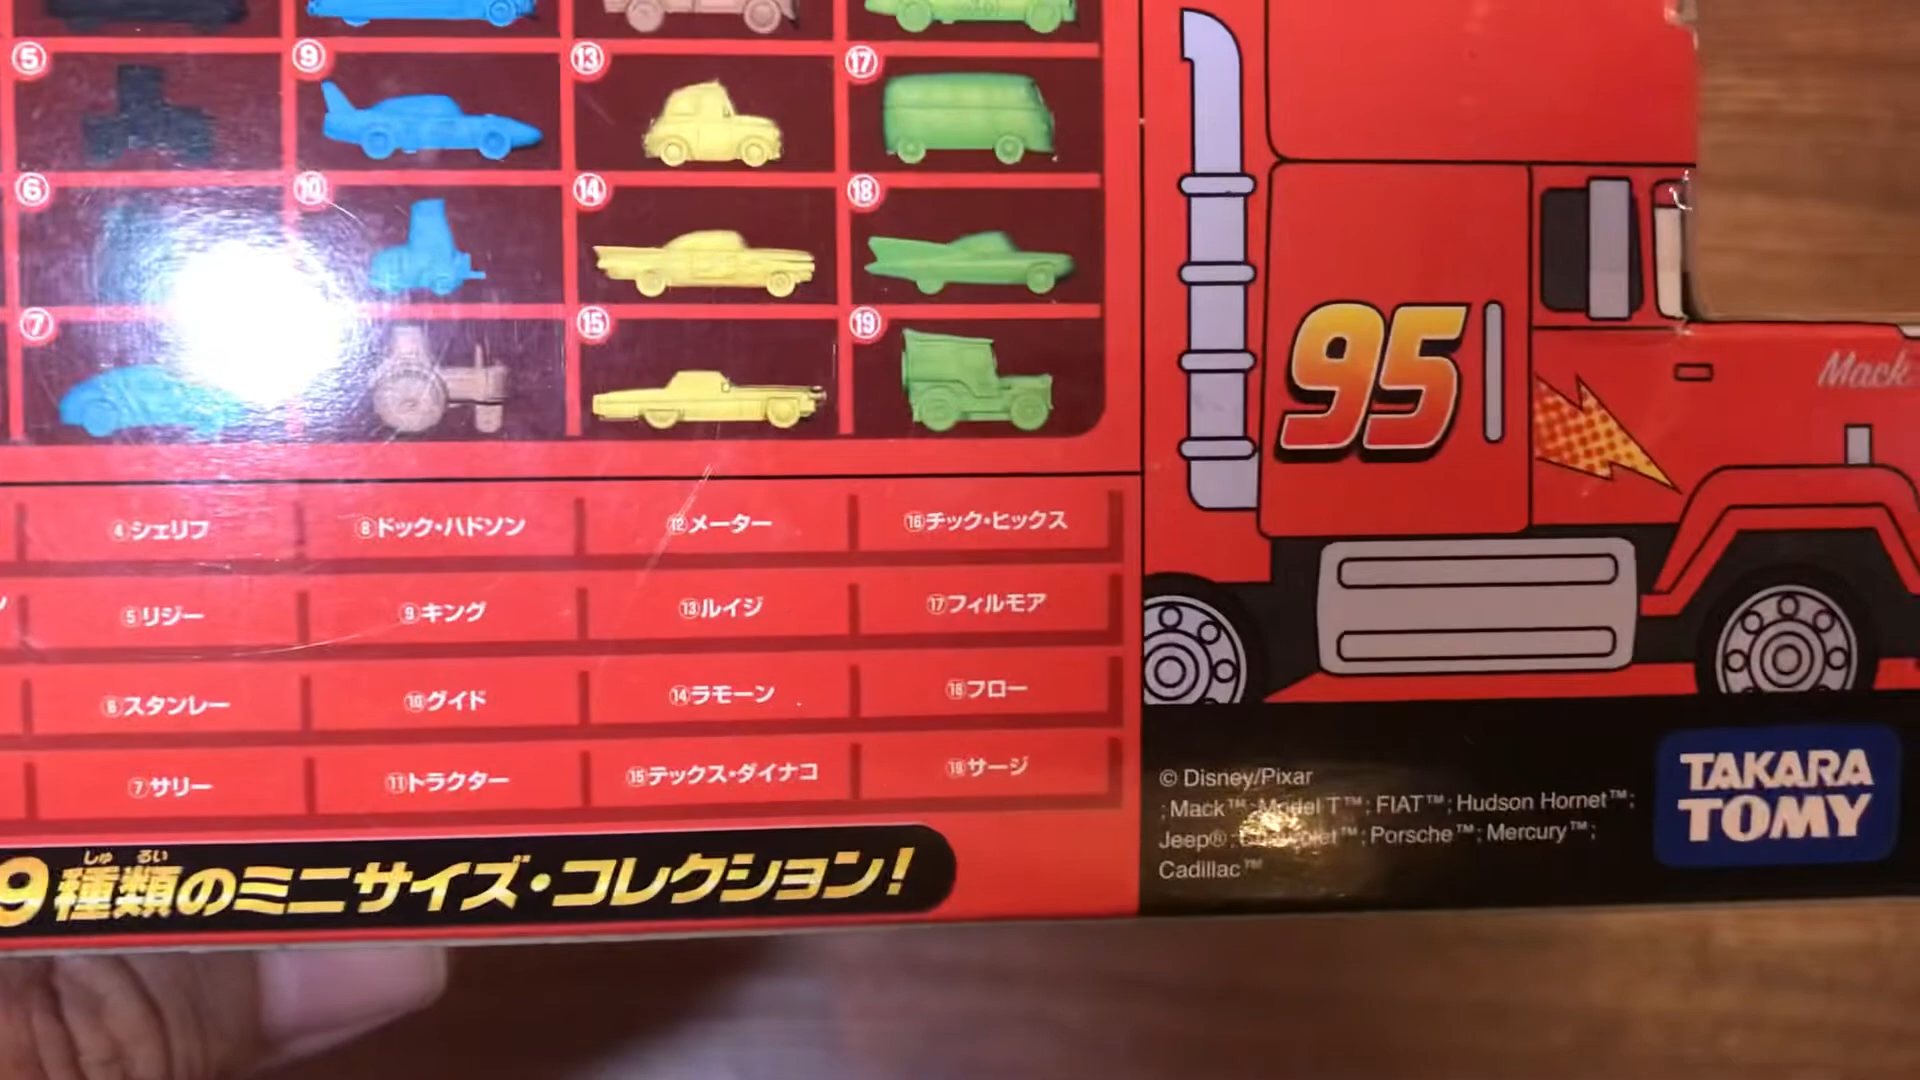 ⑤ ⑨ ⑬ ⑰
⑥ ⑩ ⑭ ⑱
⑦ ⑮ ⑲
④シェリフ ⑧ドック・ハドソン ⑫メーター ⑯チック・ヒックス
⑤リジー ⑨キング ⑬ルイジ ⑰フィルモア
⑥スタンレー ⑩グイド ⑭ラモーン ⑱フロー
⑦サリー ⑪トラクター ⑮テックス・ダイナコ ⑲サージ
しゅ るい
9種類のミニサイズ・コレクション!
95
Mack
© Disney/Pixar
; Mack™; Model T™; FIAT™; Hudson Hornet™;
Jeep®; Chevrolet™; Porsche™; Mercury™;
Cadillac™
TAKARA
TOMY